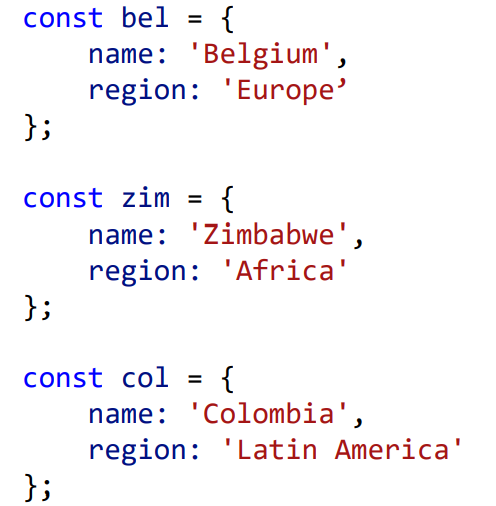 const bel = {
    name: 'Belgium',
    region: 'Europe’
};

const zim = {
    name: 'Zimbabwe',
    region: 'Africa'
};

const col = {
    name: 'Colombia',
    region: 'Latin America'
};